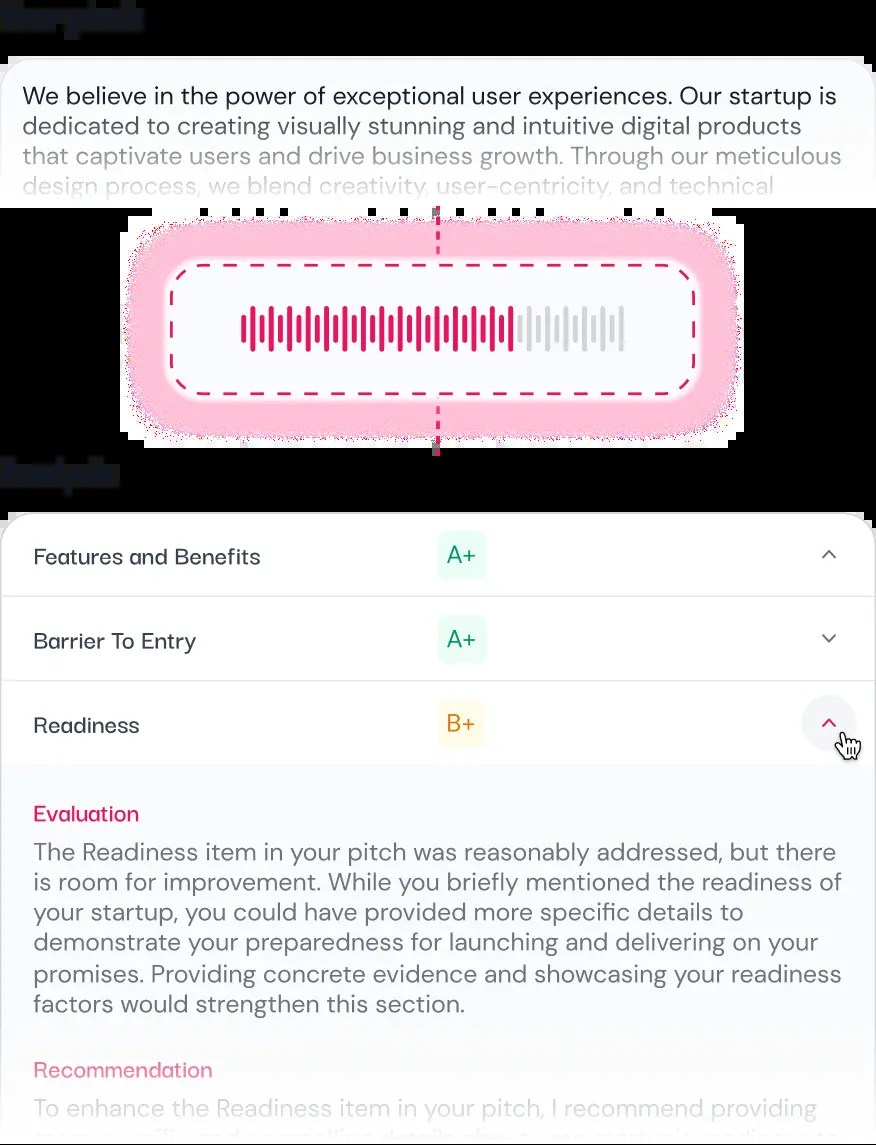 We believe in the power of exceptional user experiences. Our startup is
dedicated to creating visually stunning and intuitive digital products
that captivate users and drive business growth. Through our meticulous
design process, we blend creativity, user-centricity, and technical
Features and Benefits A+
Barrier To Entry A+
Readiness B+
Evaluation
The Readiness item in your pitch was reasonably addressed, but there
is room for improvement. While you briefly mentioned the readiness of
your startup, you could have provided more specific details to
demonstrate your preparedness for launching and delivering on your
promises. Providing concrete evidence and showcasing your readiness
factors would strengthen this section.
Recommendation
To enhance the Readiness item in your pitch, I recommend providing